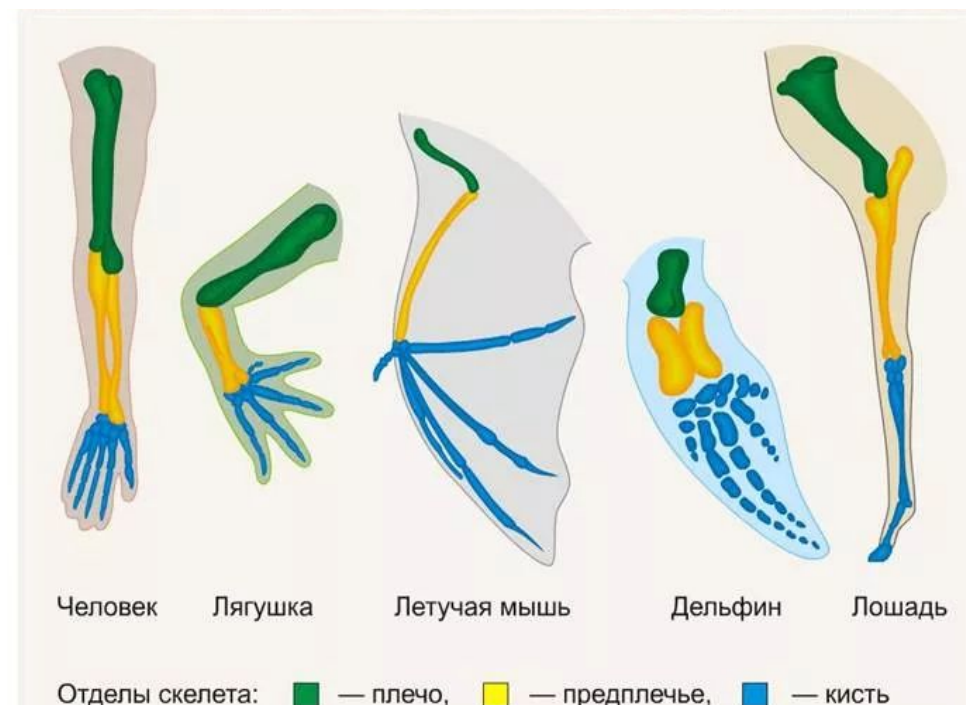 Человек Лягушка Летучая мышь Дельфин Лошадь
Отделы скелета: — плечо, — предплечье, — кисть